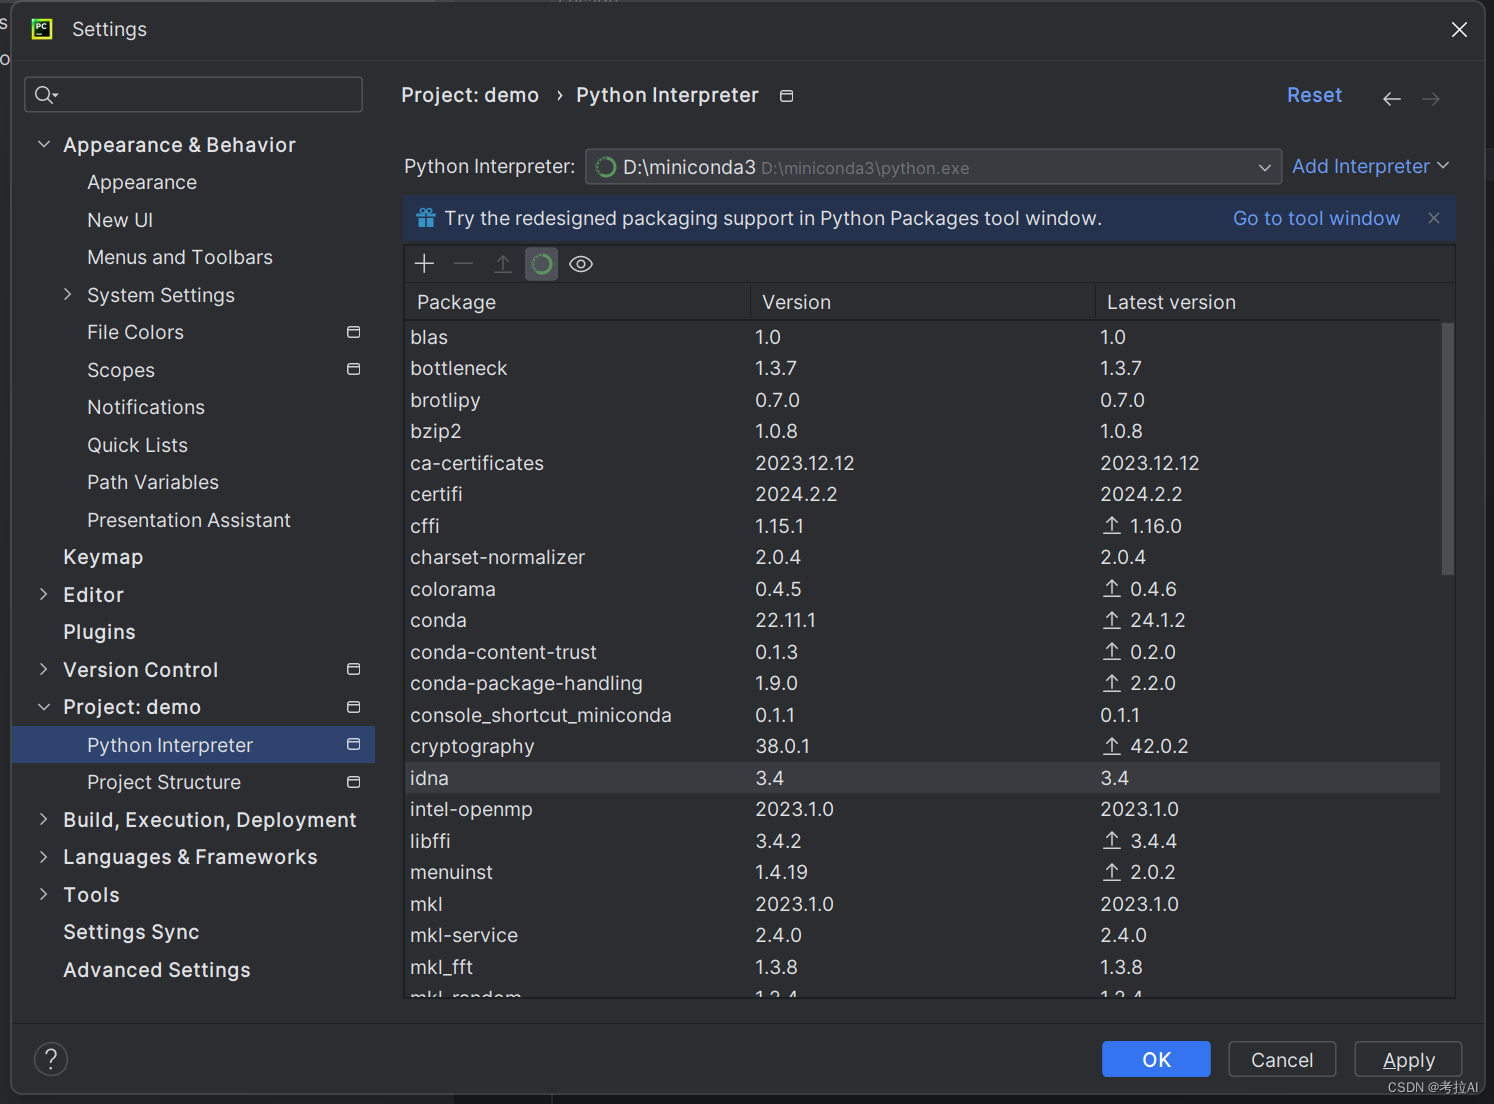 Settings
Project: demo › Python Interpreter
Reset
Appearance & Behavior
Appearance
New UI
Menus and Toolbars
System Settings
File Colors
Scopes
Notifications
Quick Lists
Path Variables
Presentation Assistant
Keymap
Editor
Plugins
Version Control
Project: demo
Python Interpreter
Project Structure
Build, Execution, Deployment
Languages & Frameworks
Tools
Settings Sync
Advanced Settings
Python Interpreter: D:\miniconda3 D:\miniconda3\python.exe Add Interpreter
Try the redesigned packaging support in Python Packages tool window. Go to tool window
Package Version Latest version
blas 1.0 1.0
bottleneck 1.3.7 1.3.7
brotlipy 0.7.0 0.7.0
bzip2 1.0.8 1.0.8
ca-certificates 2023.12.12 2023.12.12
certifi 2024.2.2 2024.2.2
cffi 1.15.1 1.16.0
charset-normalizer 2.0.4 2.0.4
colorama 0.4.5 0.4.6
conda 22.11.1 24.1.2
conda-content-trust 0.1.3 0.2.0
conda-package-handling 1.9.0 2.2.0
console_shortcut_miniconda 0.1.1 0.1.1
cryptography 38.0.1 42.0.2
idna 3.4 3.4
intel-openmp 2023.1.0 2023.1.0
libffi 3.4.2 3.4.4
menuinst 1.4.19 2.0.2
mkl 2023.1.0 2023.1.0
mkl-service 2.4.0 2.4.0
mkl_fft 1.3.8 1.3.8
?
OK Cancel Apply
CSDN @考拉AI